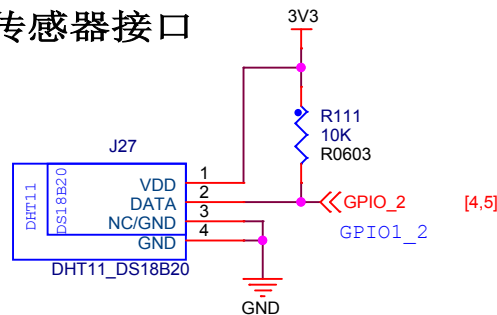 传感器接口
3V3
R111
10K
R0603
J27
DHT11
DS18B20
VDD 1
DATA 2
NC/GND 3
GND 4
DHT11_DS18B20
GPIO_2 [4,5]
GPIO1_2
GND